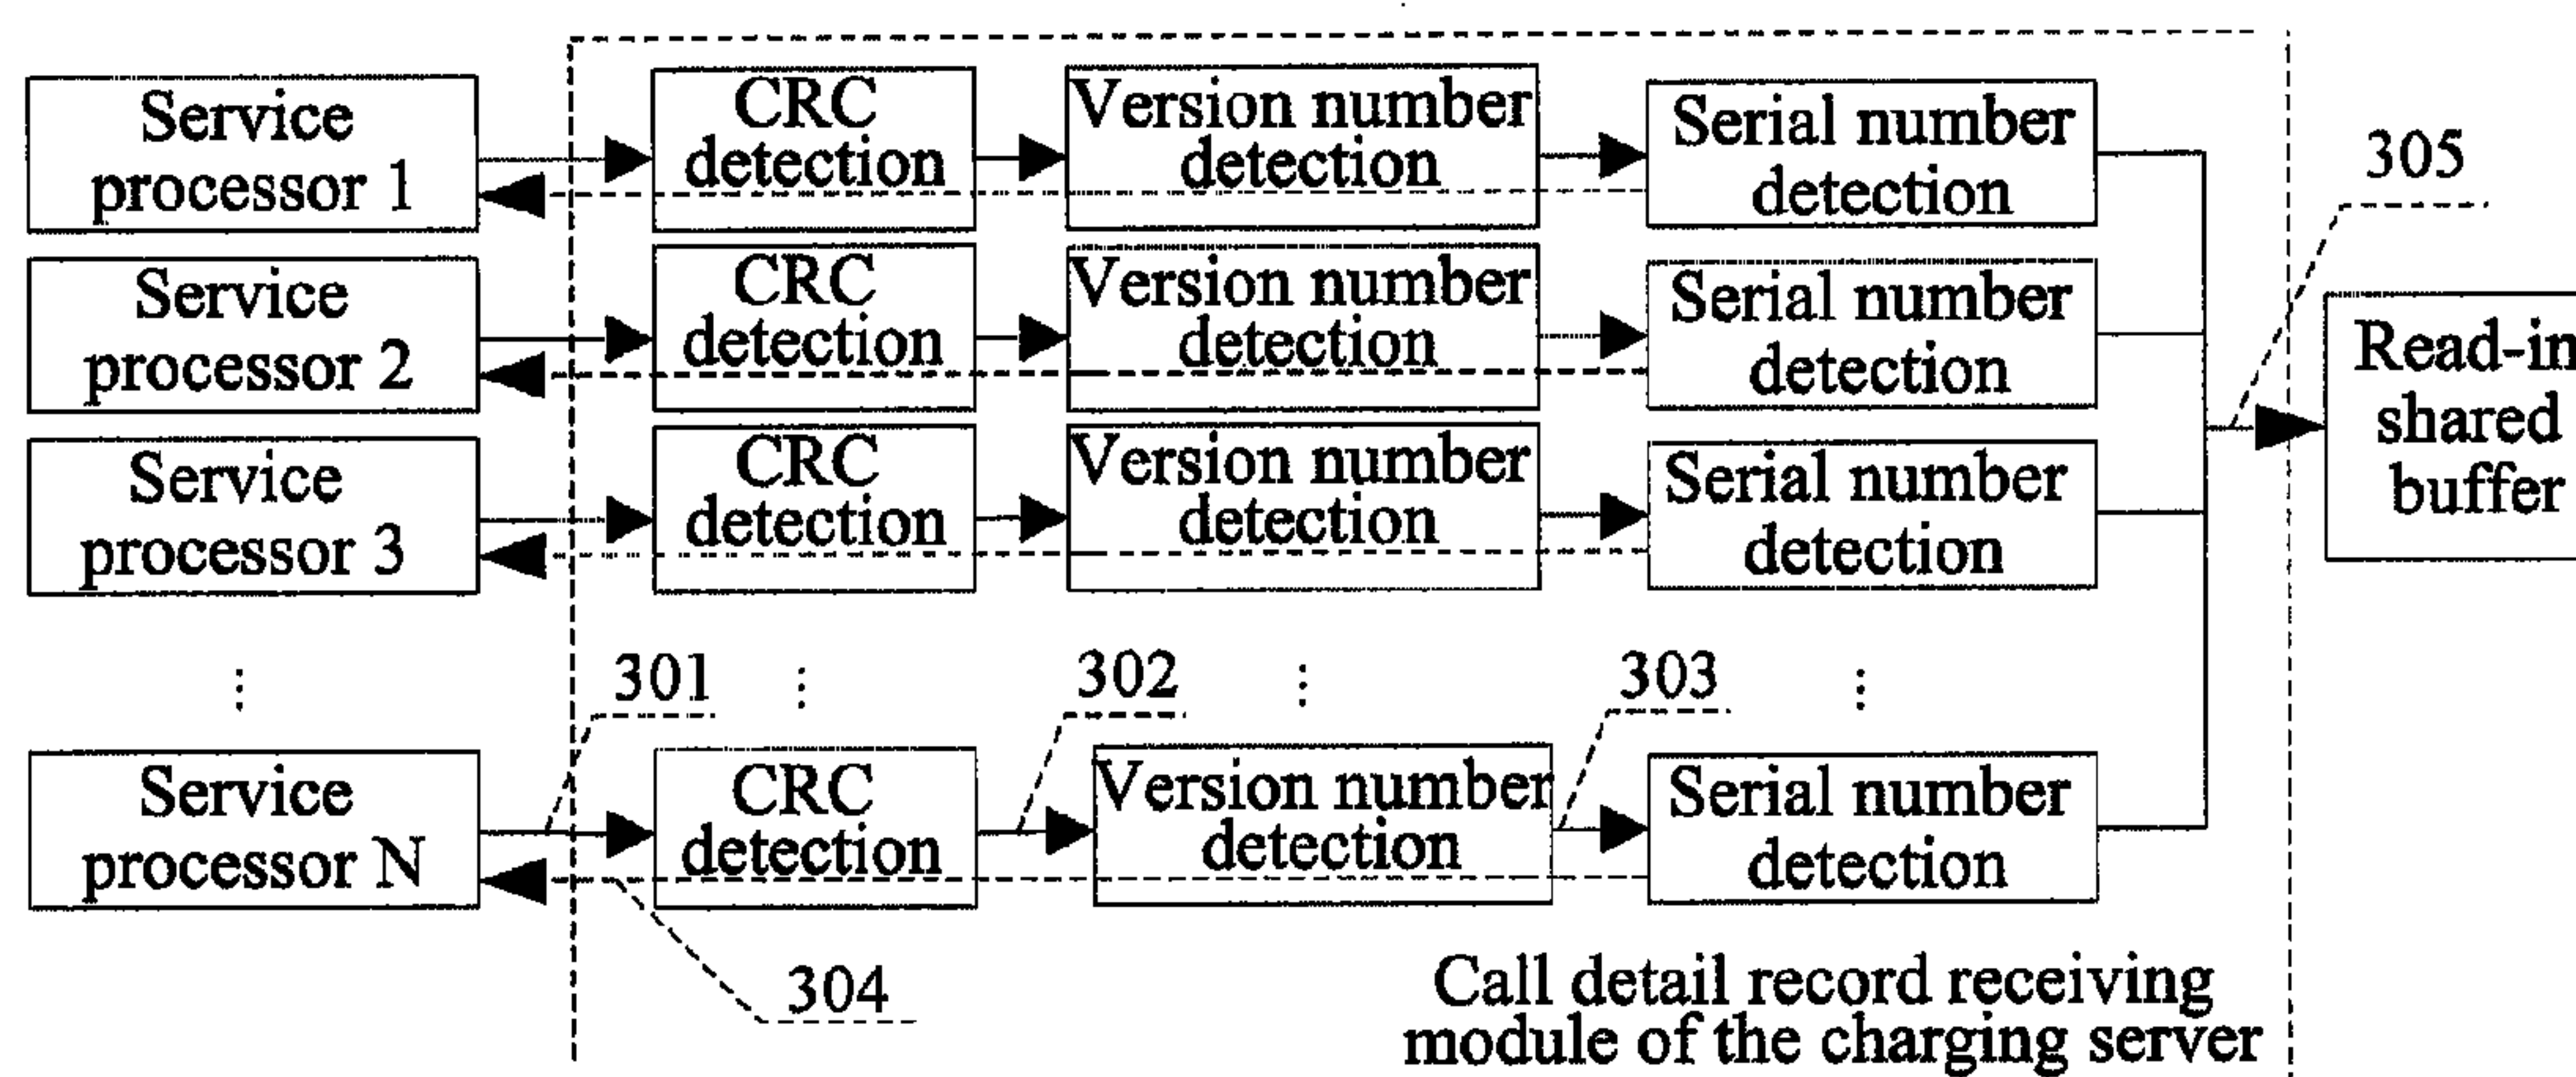 Service
processor 1
CRC
detection
Version number
detection
Serial number
detection
305
Service
processor 2
CRC
detection
Version number
detection
Serial number
detection
Read-in
shared
buffer
Service
processor 3
CRC
detection
Version number
detection
Serial number
detection
301
302
303
Service
processor N
CRC
detection
Version number
detection
Serial number
detection
304
Call detail record receiving
module of the charging server